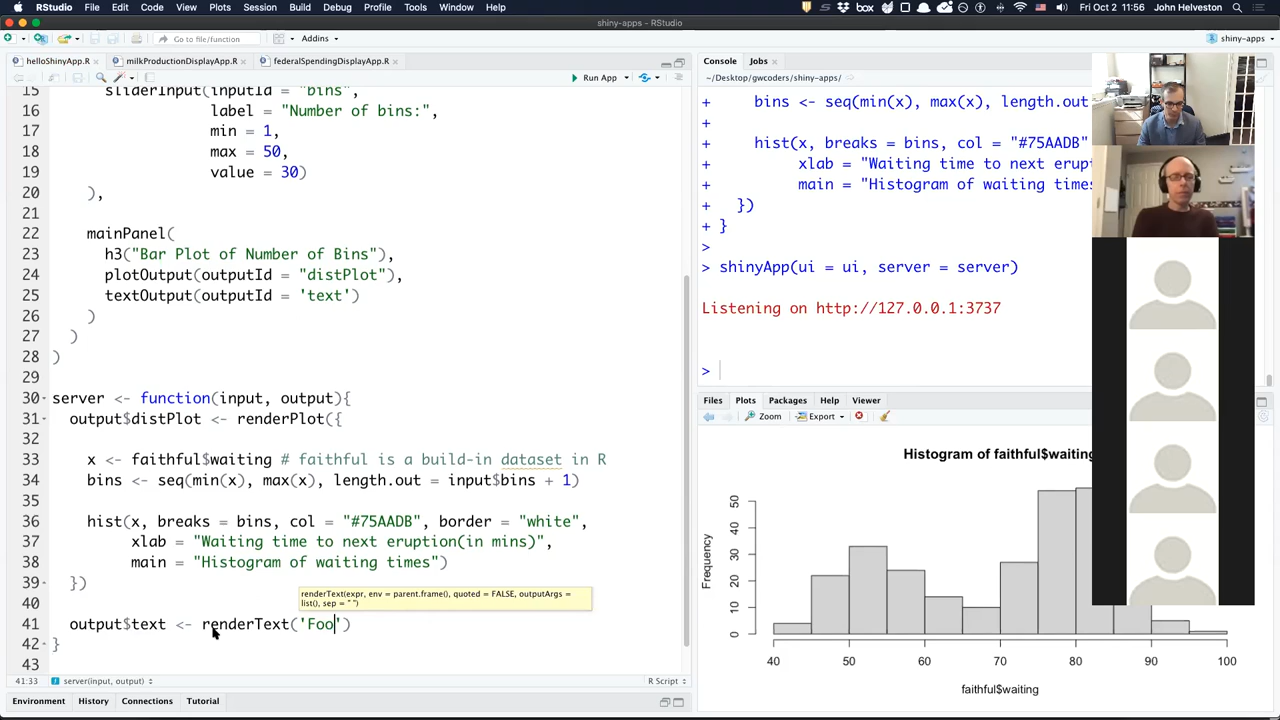 RStudio File Edit Code View Plots Session Build Debug Profile Tools Window Help box Fri Oct 2 11:56 John Helveston
shiny-apps - RStudio
Go to file/function Addins shiny-apps
helloShinyApp.R milkProductionDisplayApp.R federalSpendingDisplayApp.R
Run App
15 sliderInput(inputId = "bins",
16 label = "Number of bins:",
17 min = 1,
18 max = 50,
19 value = 30)
20 ),
21
22 mainPanel(
23 h3("Bar Plot of Number of Bins"),
24 plotOutput(outputId = "distPlot"),
25 textOutput(outputId = 'text')
26 )
27 )
28 )
29
30 server <- function(input, output){
31 output$distPlot <- renderPlot({
32
33 x <- faithful$waiting # faithful is a build-in dataset in R
34 bins <- seq(min(x), max(x), length.out = input$bins + 1)
35
36 hist(x, breaks = bins, col = "#75AADB", border = "white",
37 xlab = "Waiting time to next eruption(in mins)",
38 main = "Histogram of waiting times")
39 })
renderText(expr, env = parent.frame(), quoted = FALSE, outputArgs =
list(), sep = " ")
40
41 output$text <- renderText('Foo')
42 }
43
41:33 server(input, output) R Script
Environment History Connections Tutorial
Console Jobs
~/Desktop/gwcoders/shiny-apps/
+ bins <- seq(min(x), max(x), length.out
+
+ hist(x, breaks = bins, col = "#75AADB"
+ xlab = "Waiting time to next erupt
+ main = "Histogram of waiting times
+ })
+ }
>
> shinyApp(ui = ui, server = server)
Listening on http://127.0.0.1:3737
>
Files Plots Packages Help Viewer
Zoom Export
Histogram of faithful$waiting
Frequency
50
40
30
20
10
0
40 50 60 70 80 90 100
faithful$waiting